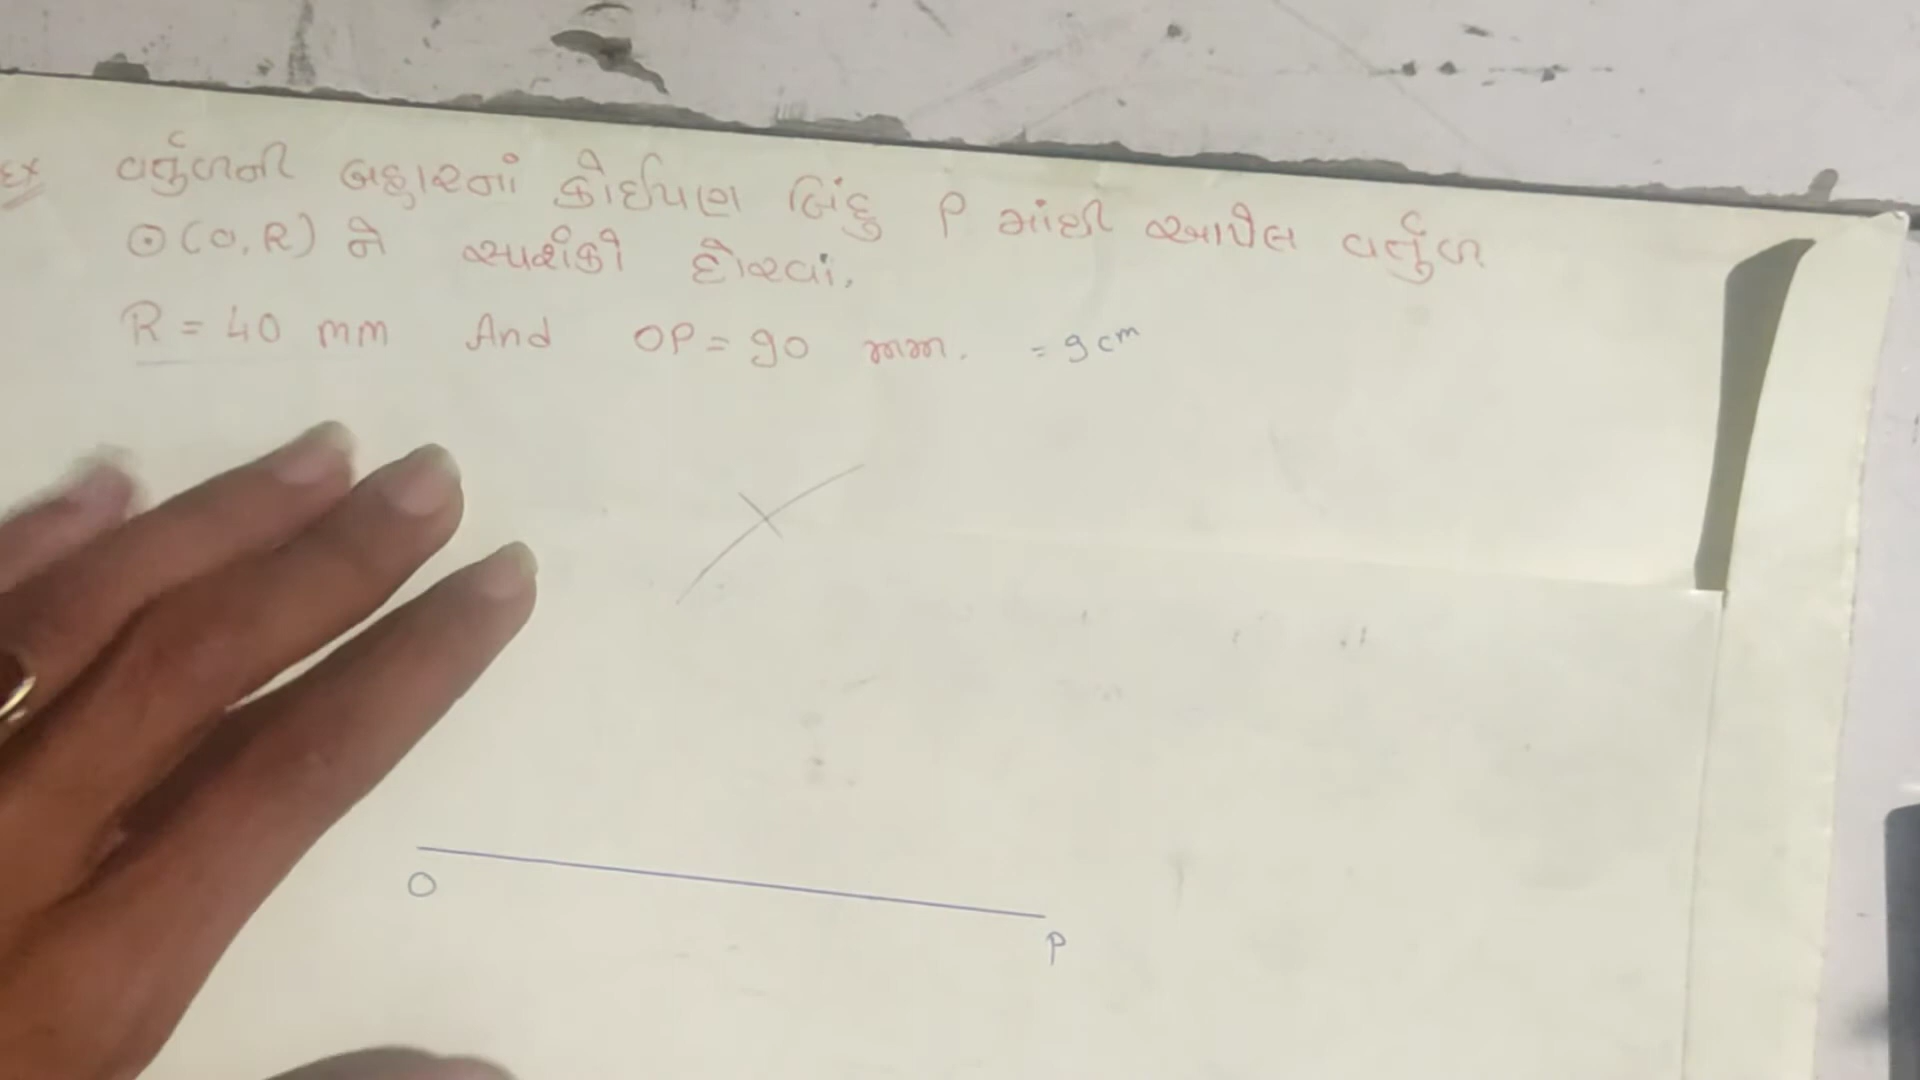 Ex વર્તુળની બહારનાં કોઈપણ બિંદુ P માંથી આપેલ વર્તુળ
⊙(O,R) ને સ્પર્શકો દોરવાં.
R = 40 mm And OP = 90 mm. = 9 cm
O
P